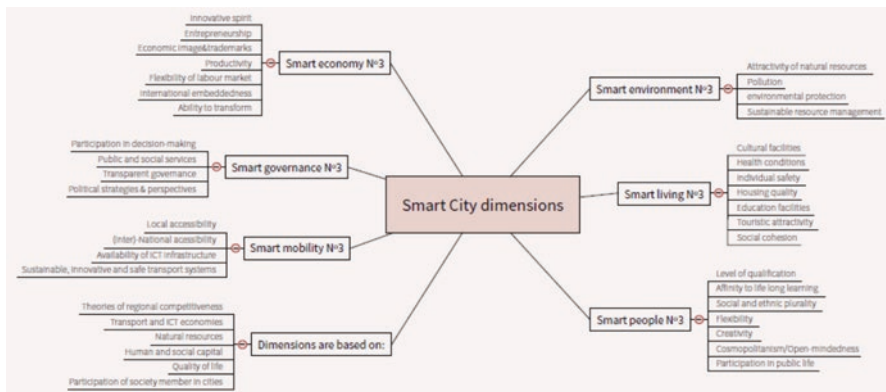 Innovative spirit
Entrepreneurship
Economic image&trademarks
Productivity
Flexibility of labour market
International embeddedness
Ability to transform
Smart economy Nº3
Participation in decision-making
Public and social services
Transparent governance
Political strategies & perspectives
Smart governance Nº3
Local accessibility
(Inter)-National acessibility
Availability of ICT infrastructure
Sustainable, Innovative and safe transport systems
Smart mobility Nº3
Theories of regional competitiveness
Transport and ICT economies
Natural resources
Human and social capital
Quality of life
Participation of society member in cities
Dimensions are based on:
Smart City dimensions
Smart environment Nº3
Attractivity of natural resources
Pollution
environmental protection
Sustainable resource management
Smart living Nº3
Cultural facilities
Health conditions
Individual safety
Housing quality
Education facilities
Touristic attractivity
Social cohesion
Smart people Nº3
Level of qualification
Affinity to life long learning
Social and ethnic plurality
Flexibility
Creativity
Cosmopolitanism/Open-mindedness
Participation in public life